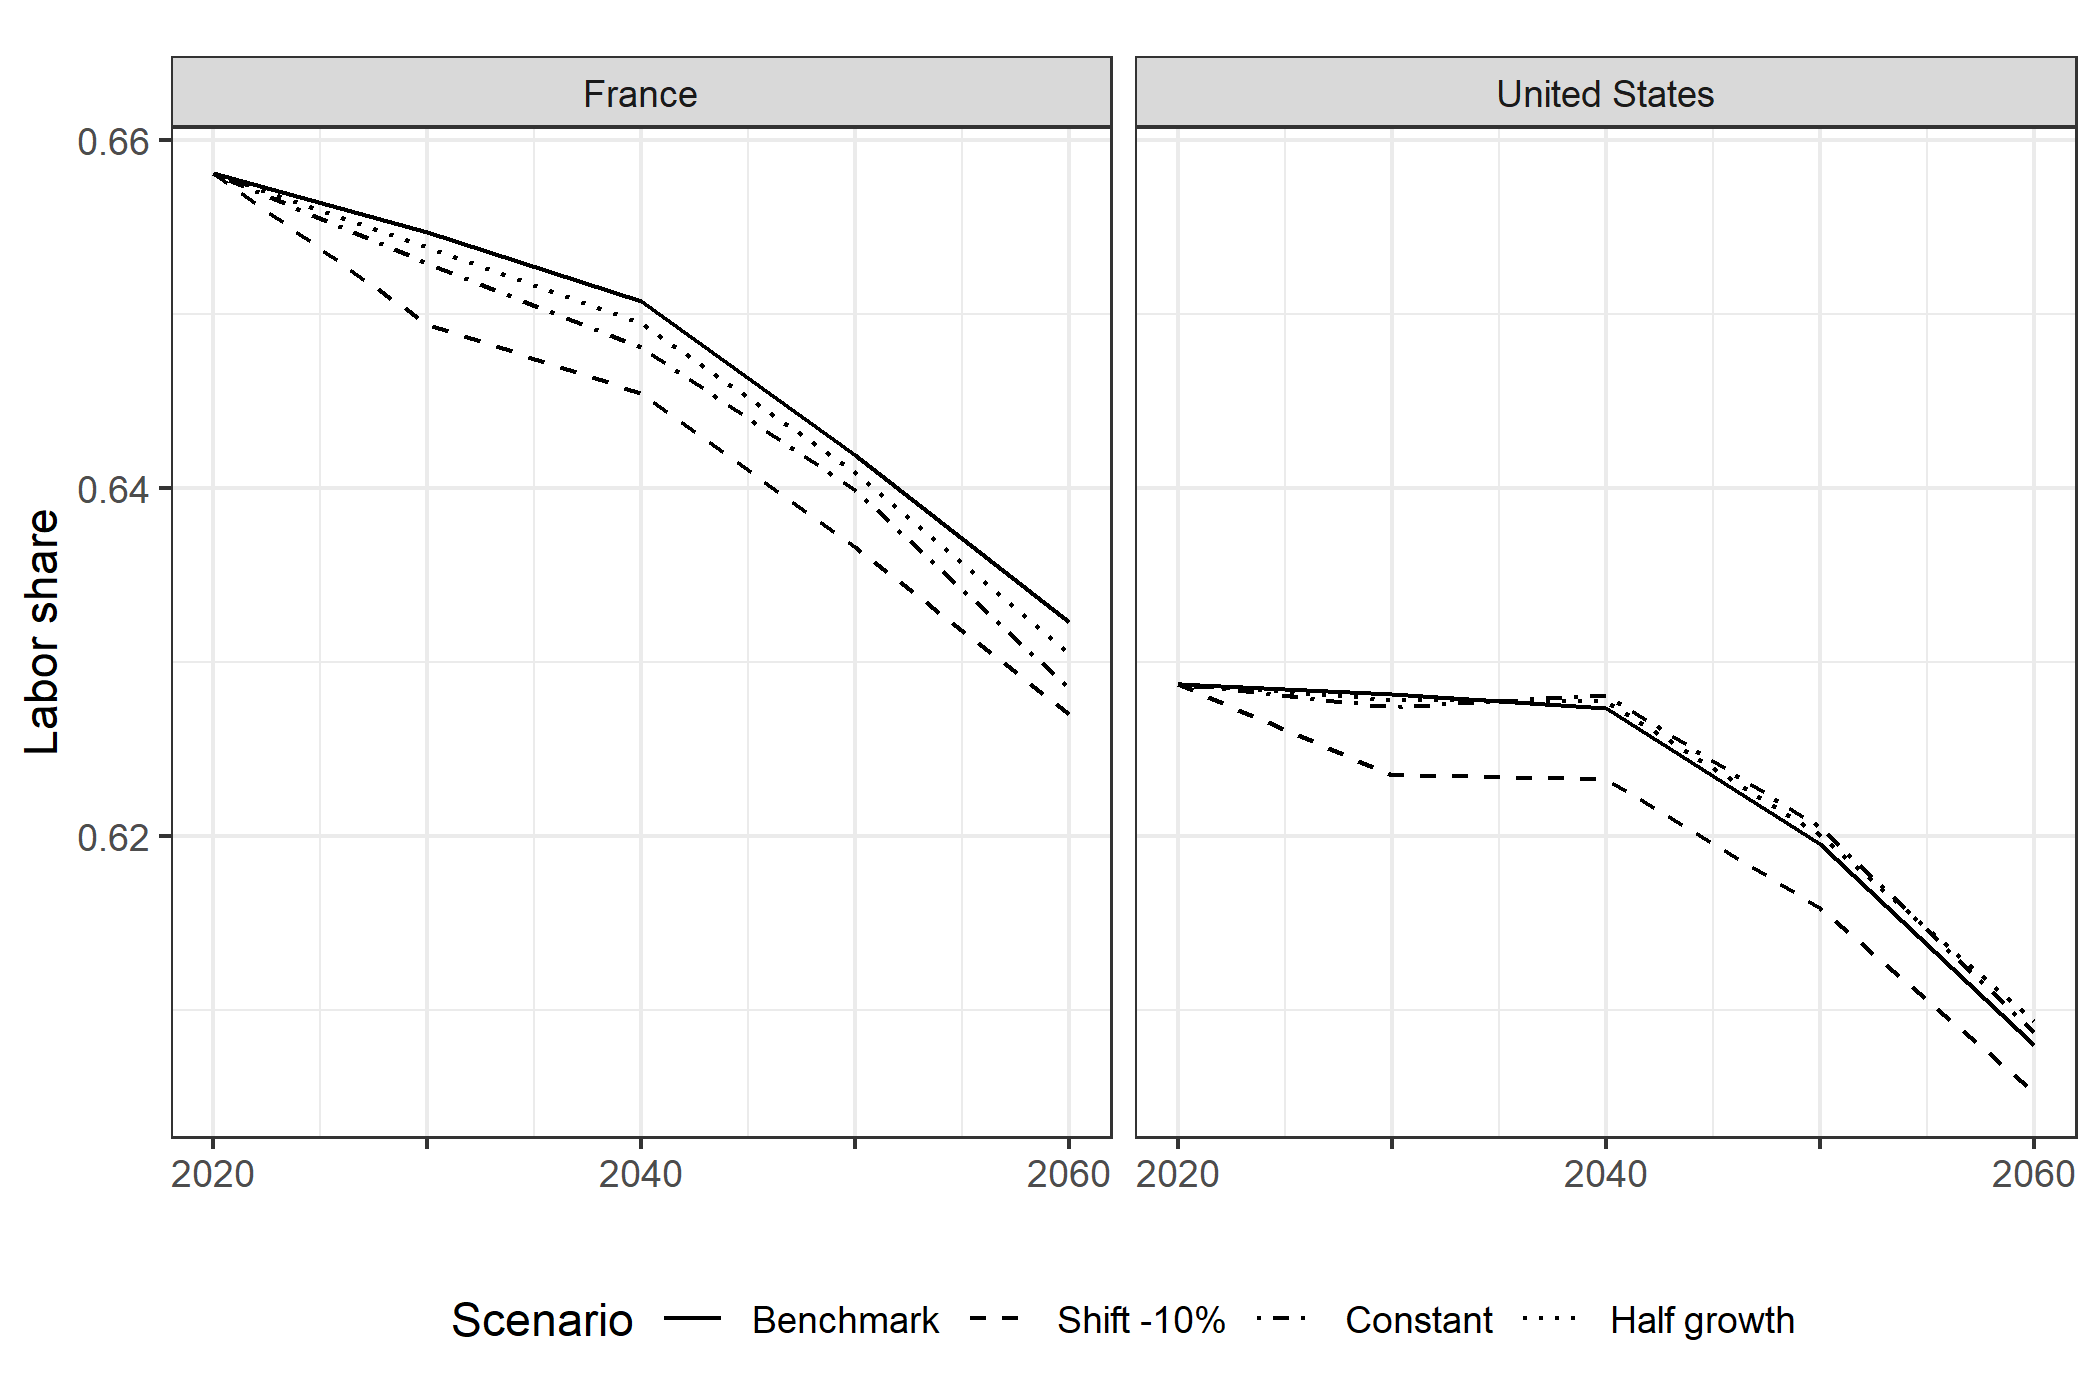 France
United States
Labor share
0.66
0.64
0.62
2020
2040
2060
2020
2040
2060
Scenario
Benchmark
Shift -10%
Constant
Half growth